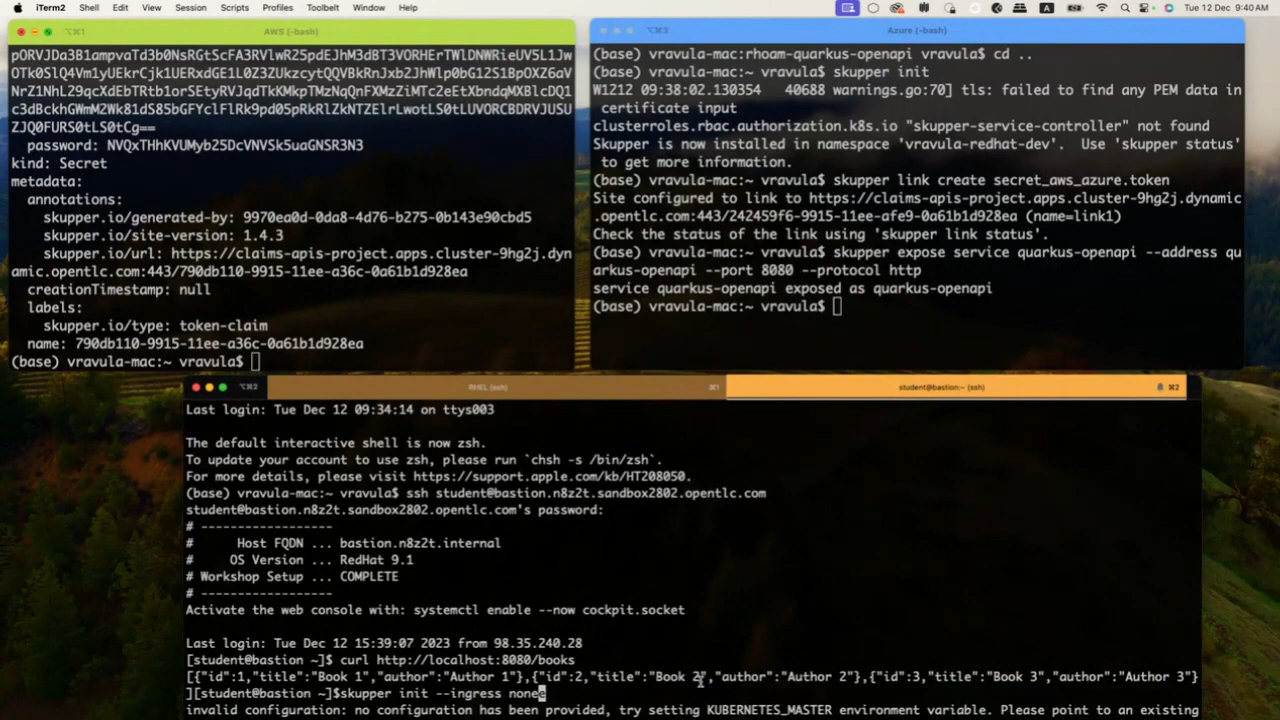 iTerm2 Shell Edit View Session Scripts Profiles Toolbelt Window Help
A
Tue 12 Dec 9:40 AM
⌥⌘1 AWS (-bash)
pORVJDa3B1ampvaTd3b0NsRGtScFA3RVlwR25pdEJhM3dBT3VORHErTWlDNWRieUV5L1Jw
OTk0SlQ4Vm1yUEkrCjk1UERxdGE1L0Z3ZUkzcytQQVBkRnJxb2JhWlp0bG12S1BpOXZ6aV
NrZ1NhL29qcXdEbTRtb1orSEtyRVJqdTkKMkpTMzNqQnFXMzZiMTc2eEtXbndqMXBlcDQ1
c3dBckhGWmM2Wk81dS85bGFYclFlRk9pd05pRkRlZkNTZElrLwotLS0tLUVORCBDRVJUSU
ZJQ0FURS0tLS0tCg==
password: NVQxTHhKVUMyb25DcVNVSk5uaGNSR3N3
kind: Secret
metadata:
annotations:
skupper.io/generated-by: 9970ea0d-0da8-4d76-b275-0b143e90cbd5
skupper.io/site-version: 1.4.3
skupper.io/url: https://claims-apis-project.apps.cluster-9hg2j.dyn
amic.opentlc.com:443/790db110-9915-11ee-a36c-0a61b1d928ea
creationTimestamp: null
labels:
skupper.io/type: token-claim
name: 790db110-9915-11ee-a36c-0a61b1d928ea
(base) vravula-mac:~ vravula$
⌥⌘3 Azure (-bash)
(base) vravula-mac:rhoam-quarkus-openapi vravula$ cd ..
(base) vravula-mac:~ vravula$ skupper init
W1212 09:38:02.130354   40688 warnings.go:70] tls: failed to find any PEM data in
certificate input
clusterroles.rbac.authorization.k8s.io "skupper-service-controller" not found
Skupper is now installed in namespace 'vravula-redhat-dev'.  Use 'skupper status'
to get more information.
(base) vravula-mac:~ vravula$ skupper link create secret_aws_azure.token
Site configured to link to https://claims-apis-project.apps.cluster-9hg2j.dynamic
.opentlc.com:443/242459f6-9915-11ee-afe9-0a61b1d928ea (name=link1)
Check the status of the link using 'skupper link status'.
(base) vravula-mac:~ vravula$ skupper expose service quarkus-openapi --address qu
arkus-openapi --port 8080 --protocol http
service quarkus-openapi exposed as quarkus-openapi
(base) vravula-mac:~ vravula$
⌥⌘2 RHEL (ssh) ⌘1 student@bastion:~ (ssh) ⌘2
Last login: Tue Dec 12 09:34:14 on ttys003
The default interactive shell is now zsh.
To update your account to use zsh, please run `chsh -s /bin/zsh`.
For more details, please visit https://support.apple.com/kb/HT208050.
(base) vravula-mac:~ vravula$ ssh student@bastion.n8z2t.sandbox2802.opentlc.com
student@bastion.n8z2t.sandbox2802.opentlc.com's password:
# -----------------
#      Host FQDN ... bastion.n8z2t.internal
#     OS Version ... RedHat 9.1
# Workshop Setup ... COMPLETE
# -----------------
Activate the web console with: systemctl enable --now cockpit.socket
Last login: Tue Dec 12 15:39:07 2023 from 98.35.240.28
[student@bastion ~]$ curl http://localhost:8080/books
[{"id":1,"title":"Book 1","author":"Author 1"},{"id":2,"title":"Book 2","author":"Author 2"},{"id":3,"title":"Book 3","author":"Author 3"}
][student@bastion ~]$skupper init --ingress nonee
invalid configuration: no configuration has been provided, try setting KUBERNETES_MASTER environment variable. Please point to an existing